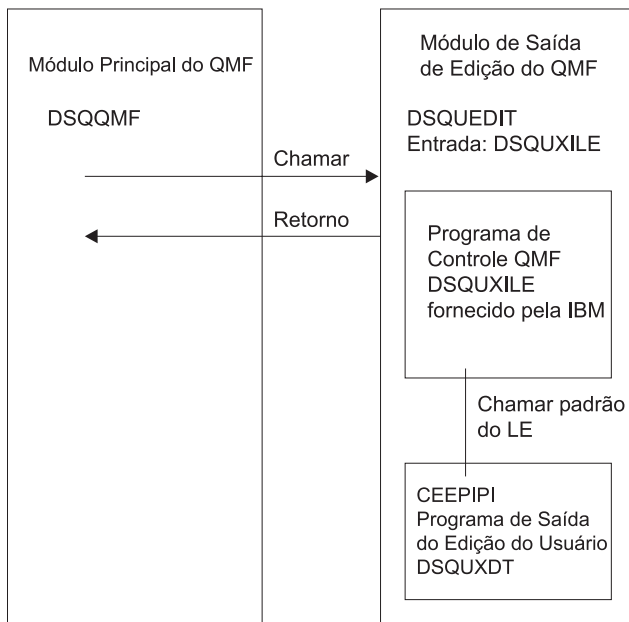 Módulo Principal do QMF
DSQQMF
Chamar
Retorno
Módulo de Saída
de Edição do QMF
DSQUEDIT
Entrada: DSQUXILE
Programa de
Controle QMF
DSQUXILE
fornecido pela IBM
Chamar padrão
do LE
CEEPIPI
Programa de Saída
do Edição do Usuário
DSQUXDT